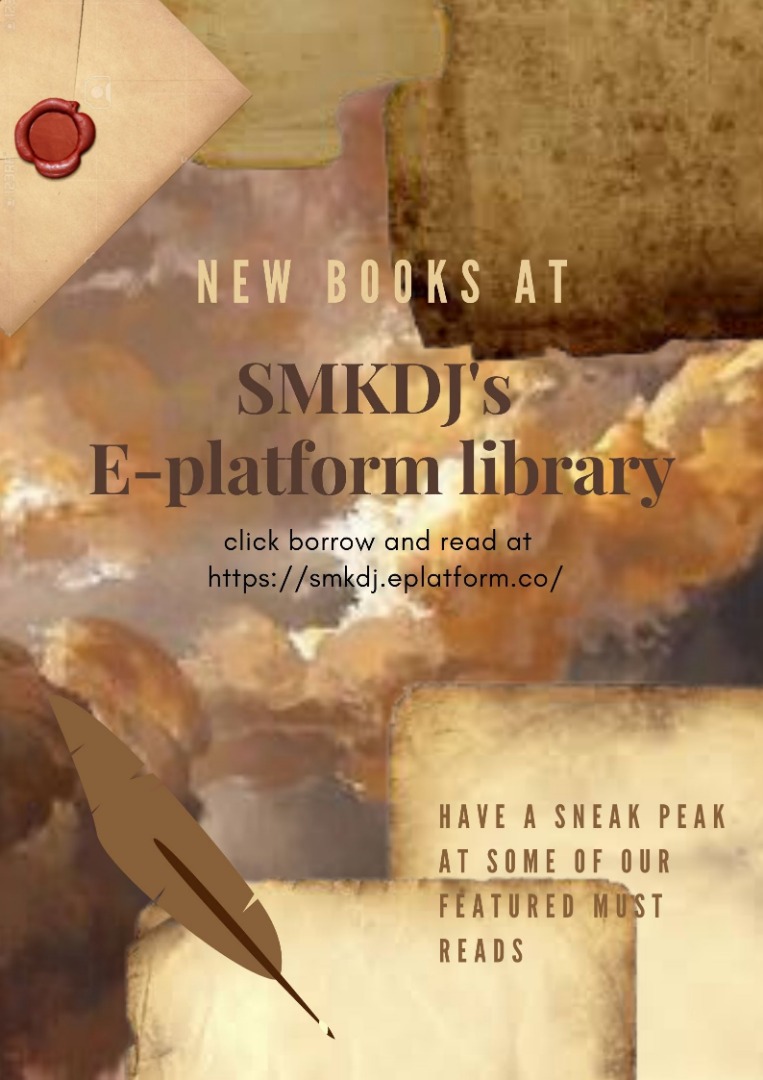 NEW BOOKS AT
SMKDJ's
E-platform library
click borrow and read at
https://smkdj.eplatform.co/
HAVE A SNEAK PEAK
AT SOME OF OUR
FEATURED MUST
READS